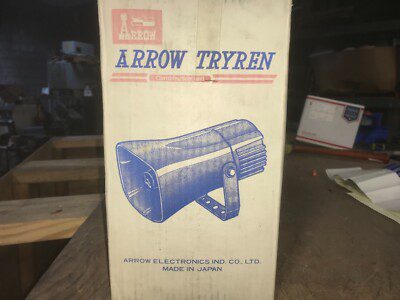 ARROW
ARROW TRYREN
ARROW ELECTRONICS IND. CO., LTD.
MADE IN JAPAN